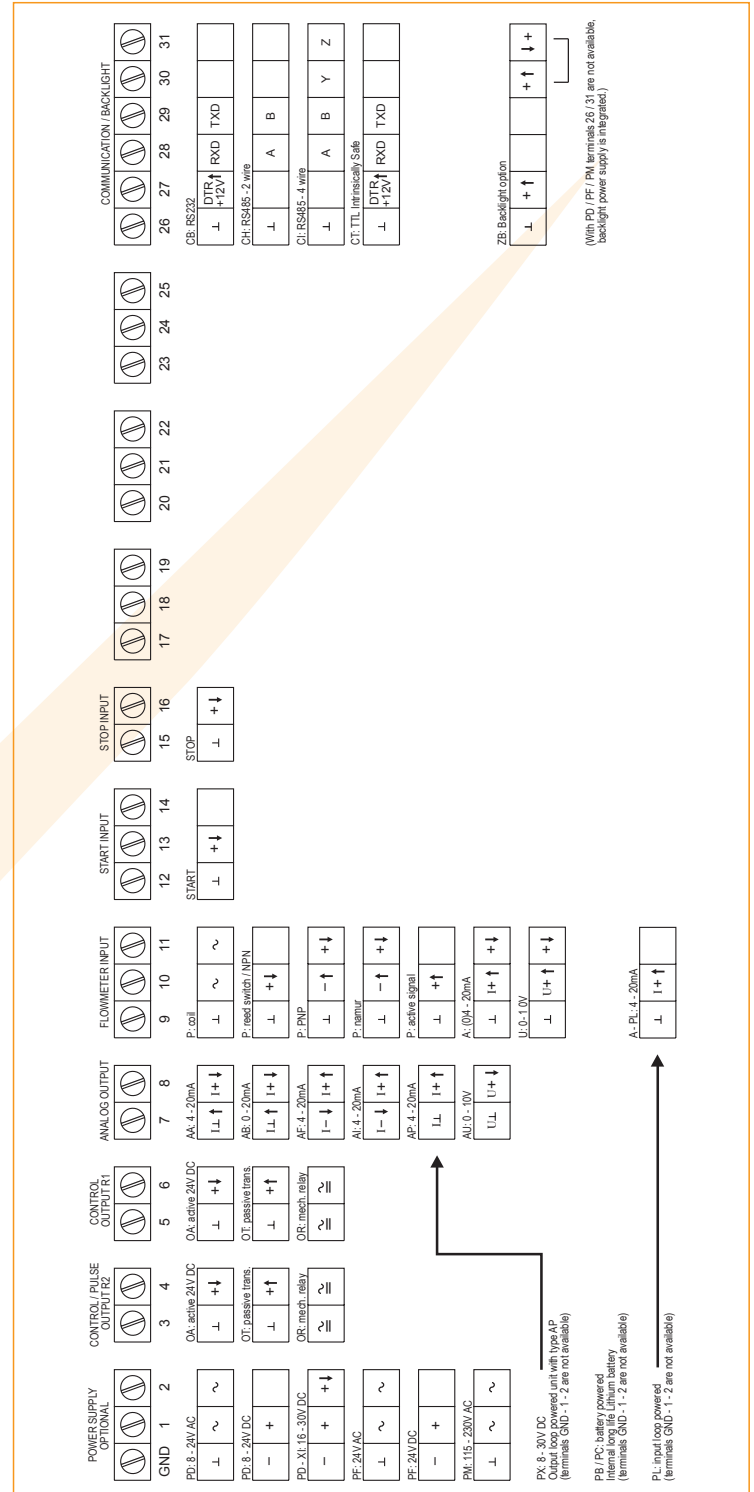 POWER SUPPLY
OPTIONAL
GND 1 2
PD: 8 - 24V AC
⊥ ~ ~
PD: 8 - 24V DC
− +
PD - XI: 16 - 30V DC
− + +↓
PF: 24V AC
⊥ ~ ~
PF: 24V DC
− +
PM: 115 - 230V AC
⊥ ~ ~
PX: 8 - 30V DC
Output loop powered unit with type AP
(terminals GND - 1 - 2 are not available)
PB / PC: battery powered
Internal long life Lithium battery
(terminals GND - 1 - 2 are not available)
PL: input loop powered
(terminals GND - 1 - 2 are not available)
CONTROL / PULSE
OUTPUT R2
3 4
OA: active 24V DC
⊥ +↓
OT: passive trans.
⊥ +↑
OR: mech. relay
CONTROL
OUTPUT R1
5 6
OA: active 24V DC
⊥ +↓
OT: passive trans.
⊥ +↑
OR: mech. relay
ANALOG OUTPUT
7 8
AA: 4 - 20mA
I⊥↑ I+↓
AB: 0 - 20mA
I⊥↑ I+↓
AF: 4 - 20mA
I−↓ I+↑
AI: 4 - 20mA
I−↓ I+↑
AP: 4 - 20mA
I⊥ I+↑
AU: 0 - 10V
U⊥ U+↓
FLOWMETER INPUT
9 10 11
P: coil
⊥ ~ ~
P: reed switch / NPN
⊥ +↓
P: PNP
⊥ −↑ +↓
P: namur
⊥ −↑ +↓
P: active signal
⊥ +↑
A: (0)4 - 20mA
⊥ I+↑ +↓
U: 0 - 10V
⊥ U+↑ +↓
A - PL: 4 - 20mA
⊥ I+↑
START INPUT
12 13 14
START
⊥ +↓
STOP INPUT
15 16
STOP
⊥ +↓
17 18 19
20 21 22
23 24 25
COMMUNICATION / BACKLIGHT
26 27 28 29 30 31
CB: RS232
⊥ DTR +12V↑ RXD TXD
CH: RS485 - 2 wire
⊥ A B
CI: RS485 - 4 wire
⊥ A B Y Z
CT: TTL Intrinsically Safe
⊥ DTR +12V↑ RXD TXD
ZB: Backlight option
⊥ +↑ +↑ ↓+
(With PD / PF / PM terminals 26 / 31 are not available,
backlight power supply is integrated.)